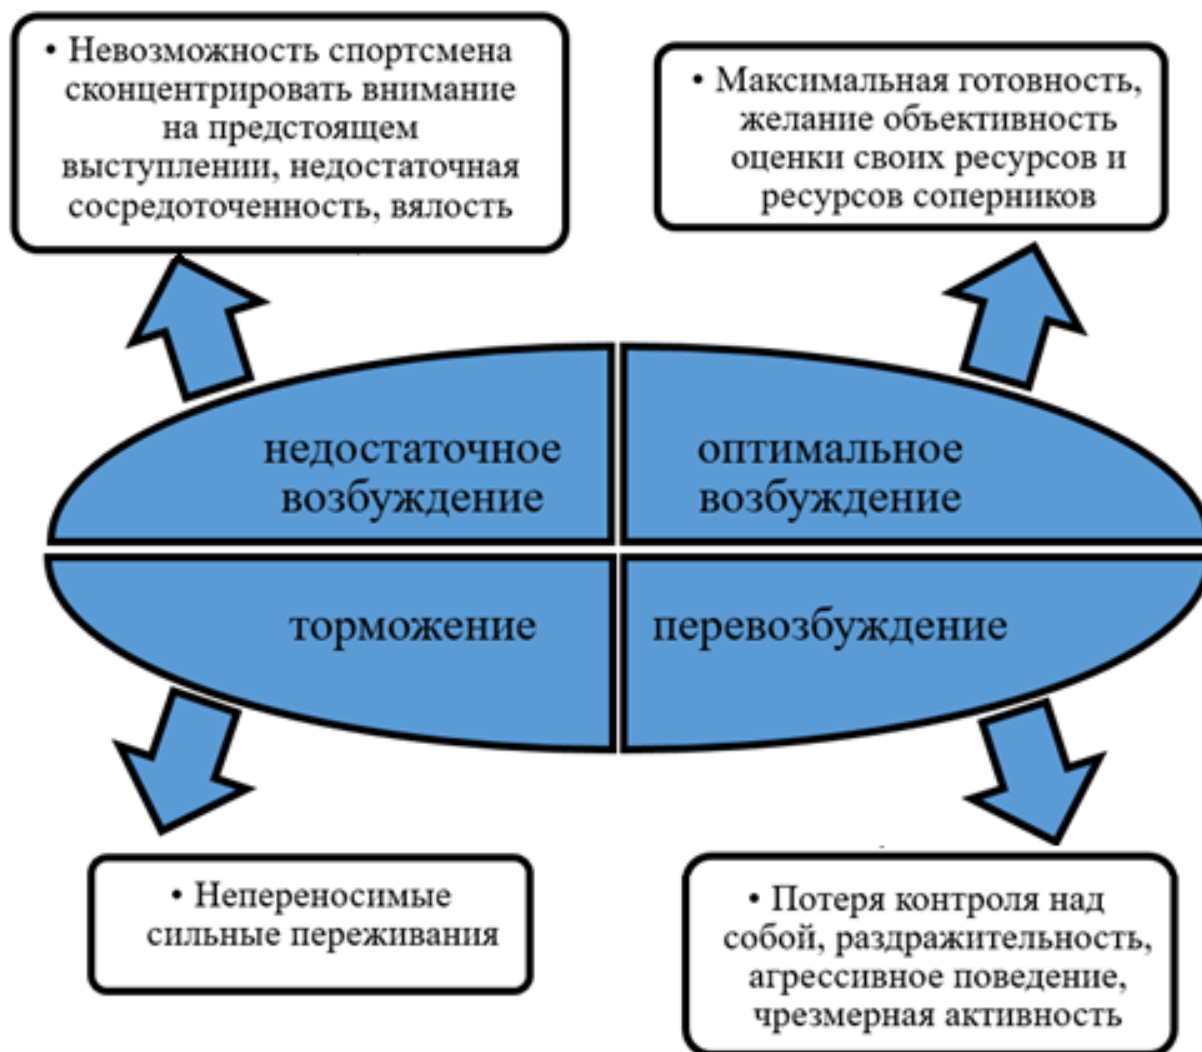 • Невозможность спортсмена
сконцентрировать внимание
на предстоящем
выступлении, недостаточная
сосредоточенность, вялость
• Максимальная готовность,
желание объективность
оценки своих ресурсов и
ресурсов соперников
недостаточное
возбуждение
оптимальное
возбуждение
торможение
перевозбуждение
• Непереносимые
сильные переживания
• Потеря контроля над
собой, раздражительность,
агрессивное поведение,
чрезмерная активность